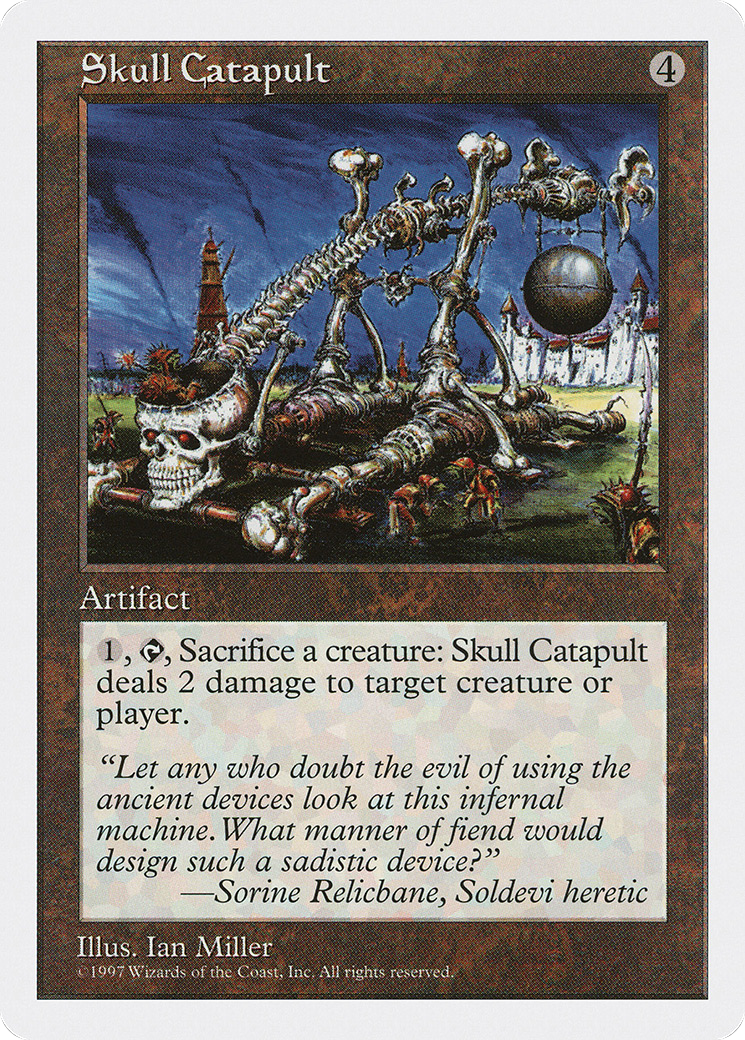 Skull Catapult
4
Artifact
1, , Sacrifice a creature: Skull Catapult
deals 2 damage to target creature or
player.
“Let any who doubt the evil of using the
ancient devices look at this infernal
machine. What manner of fiend would
design such a sadistic device?”
—Sorine Relicbane, Soldevi heretic
Illus. Ian Miller
©1997 Wizards of the Coast, Inc. All rights reserved.